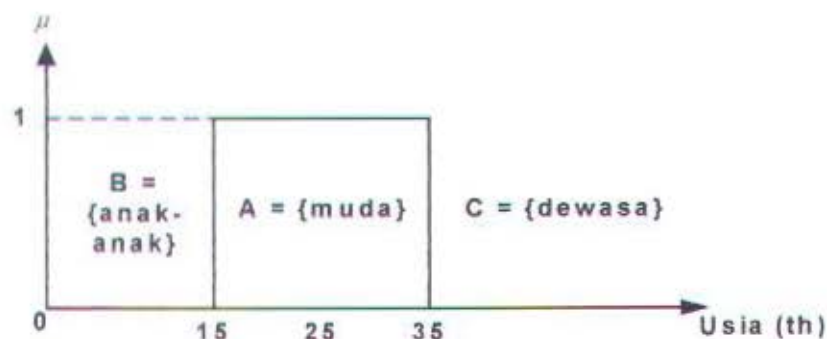 μ
1
B =
{anak-
anak}
A = {muda}
C = {dewasa}
0
15
25
35
Usia (th)